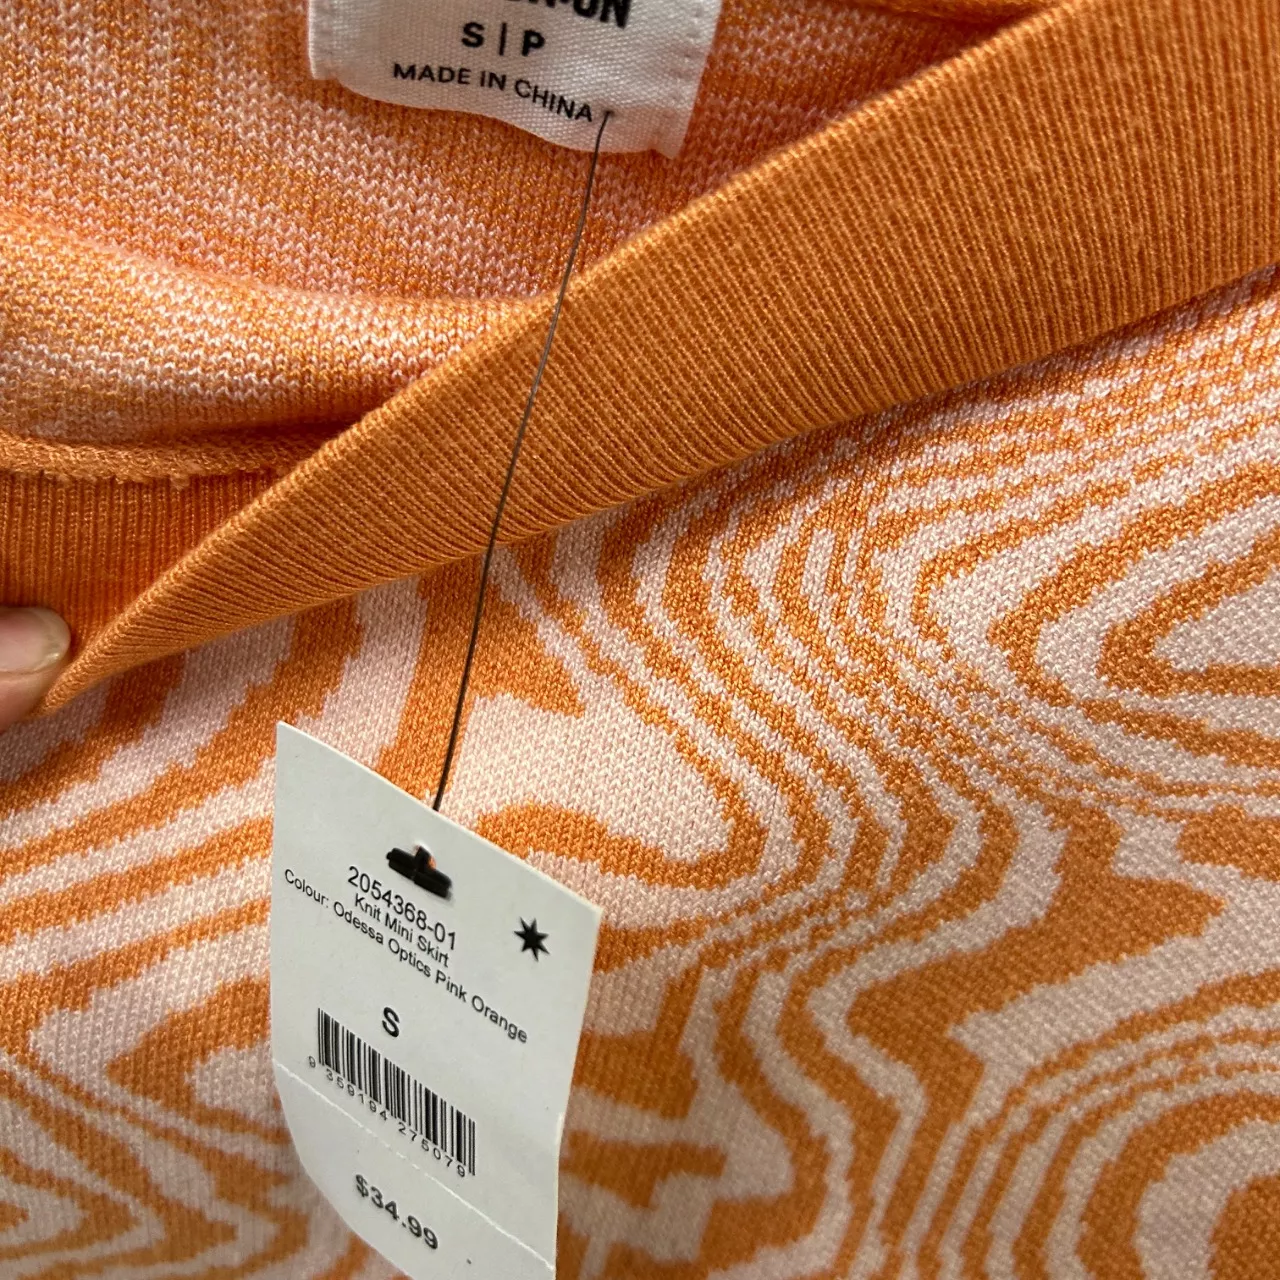 S | P
MADE IN CHINA
2054368-01
Knit Mini Skirt
Colour: Odessa Optics Pink Orange
S
9 359194 275079
$34.99